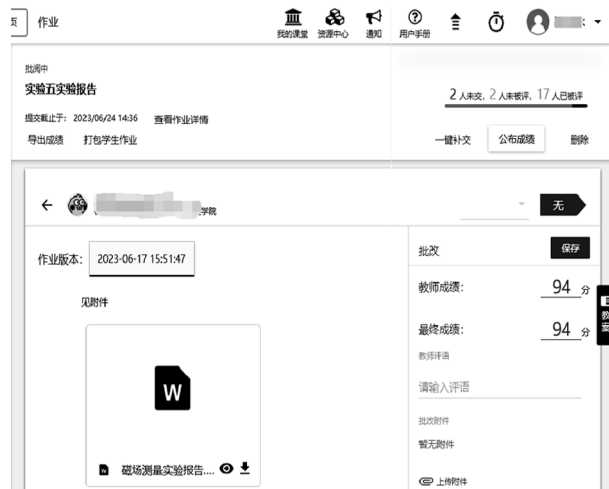 页 作业
我的课堂 资源中心 通知 用户手册
批阅中
实验五实验报告
2 人未交，2 人未被评，17 人已被评
提交截止于： 2023/06/24 14:36 查看作业详情
导出成绩 打包学生作业 一键补交 公布成绩 删除
学院
无
作业版本： 2023-06-17 15:51:47
见附件
W
磁场测量实验报告....
批改 保存
教师成绩： 94 分
最终成绩： 94 分
教师评语
请输入评语
批改附件
暂无附件
上传附件
教
案